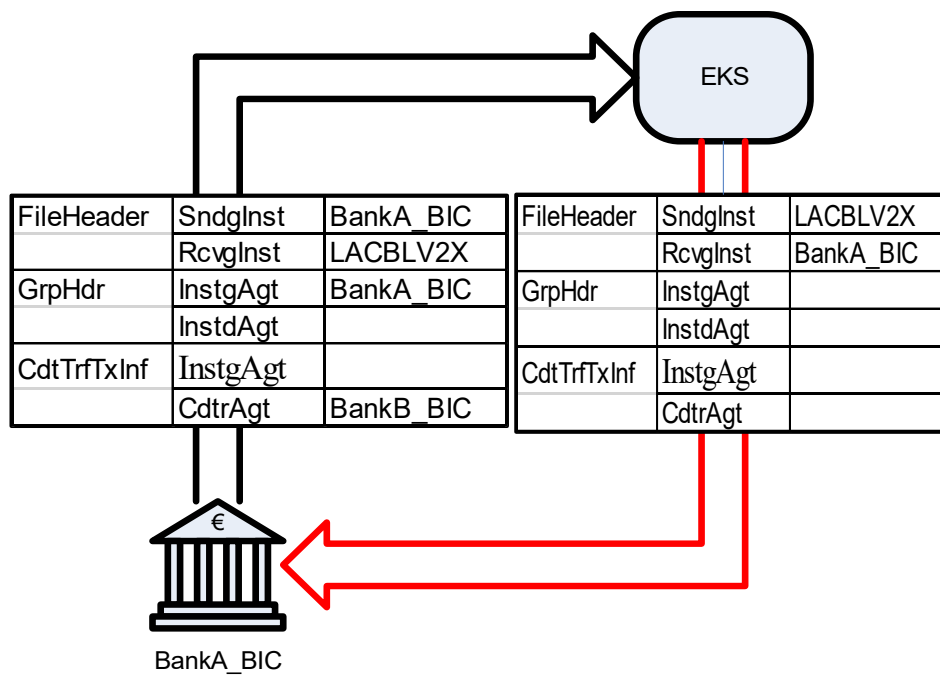 EKS
FileHeader SndgInst BankA_BIC
RcvgInst LACBLV2X
GrpHdr InstgAgt BankA_BIC
InstdAgt
CdtTrfTxInf InstgAgt
CdtrAgt BankB_BIC
FileHeader SndgInst LACBLV2X
RcvgInst BankA_BIC
GrpHdr InstgAgt
InstdAgt
CdtTrfTxInf InstgAgt
CdtrAgt
€
BankA_BIC